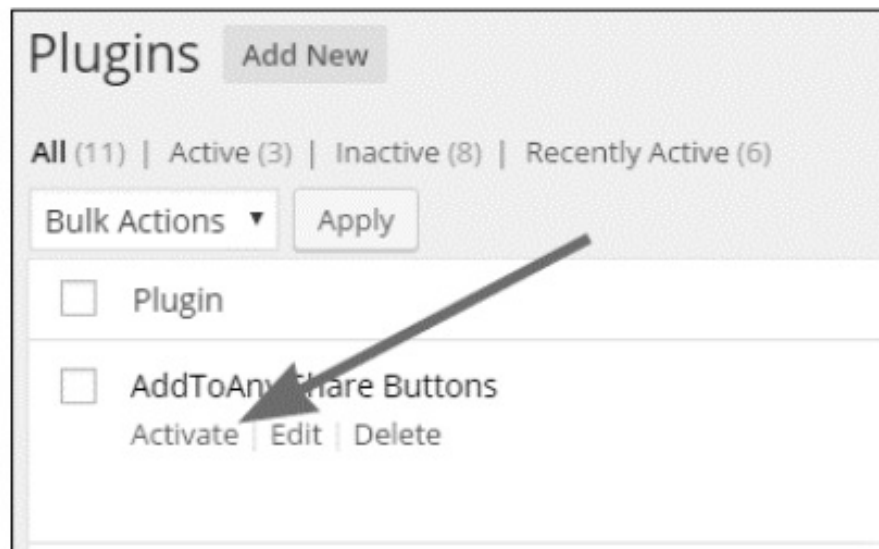 Plugins Add New
All (11) | Active (3) | Inactive (8) | Recently Active (6)
Bulk Actions ▼ Apply
Plugin
AddToAny Share Buttons
Activate | Edit | Delete